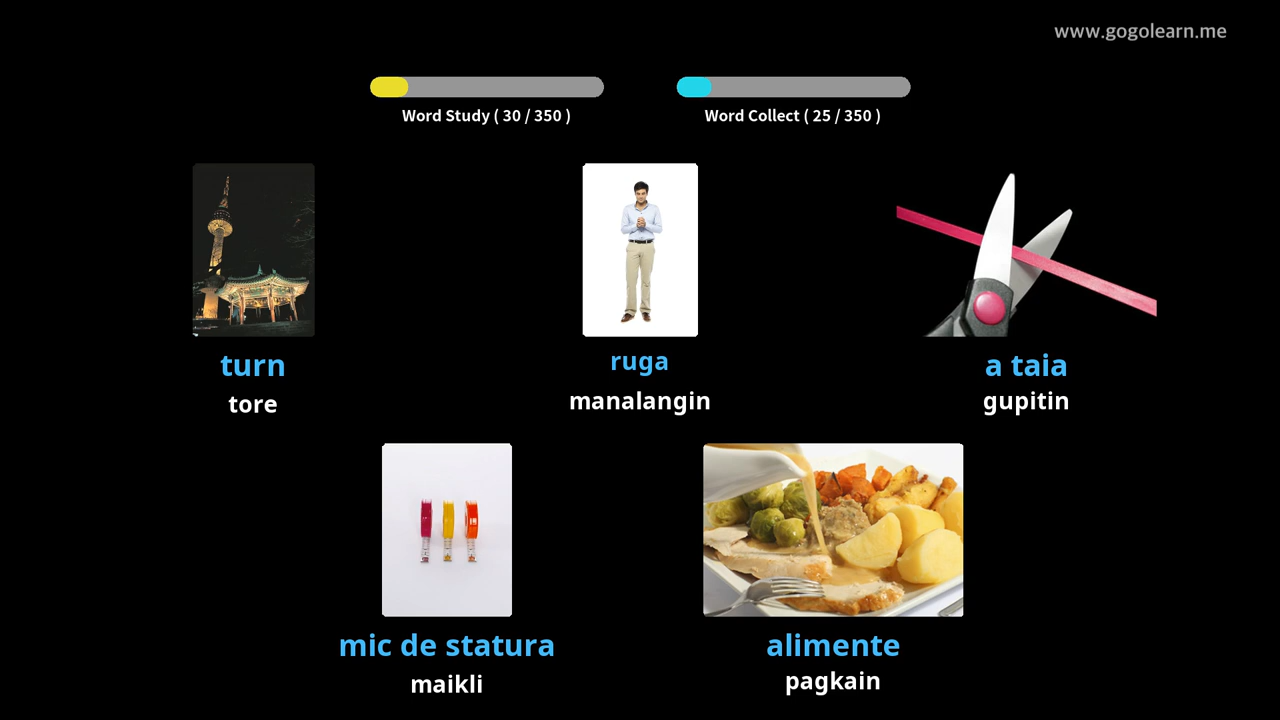 www.gogolearn.me
Word Study ( 30 / 350 )
Word Collect ( 25 / 350 )
turn
tore
ruga
manalangin
a taia
gupitin
mic de statura
maikli
alimente
pagkain